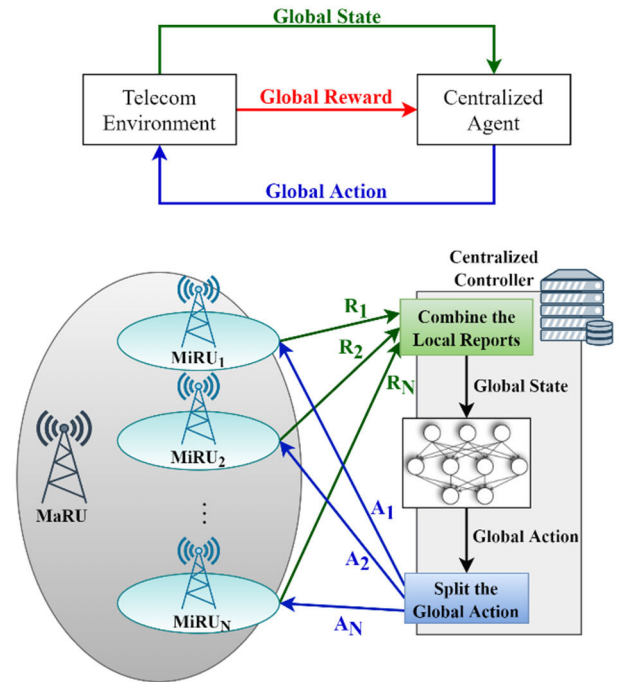 Global State
Telecom
Environment
Global Reward
Centralized
Agent
Global Action
Centralized
Controller
MiRU1
R1
R2
RN
Combine the
Local Reports
Global State
MiRU2
MaRU
⋮
A1
A2
AN
Global Action
MiRUN
Split the
Global Action